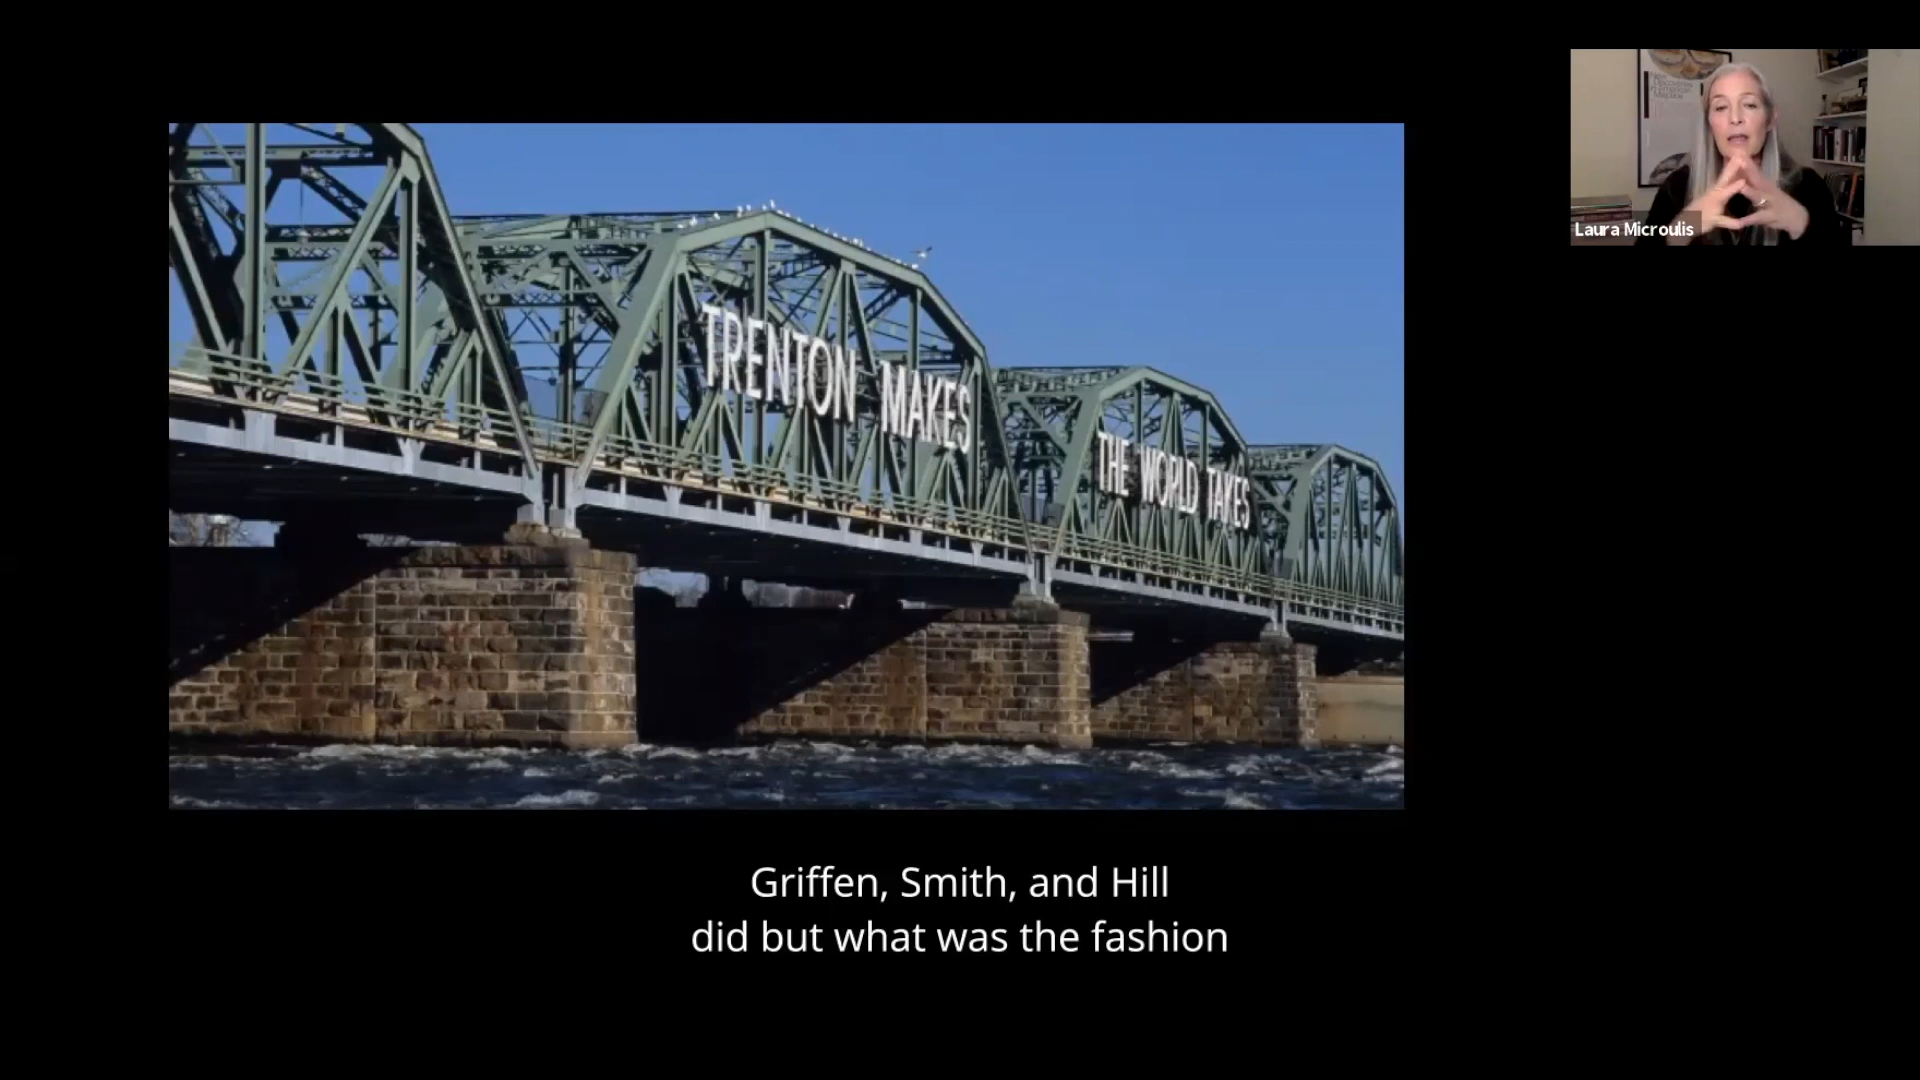 TRENTON MAKES
THE WORLD TAKES
Laura Microulis
Griffen, Smith, and Hill
did but what was the fashion